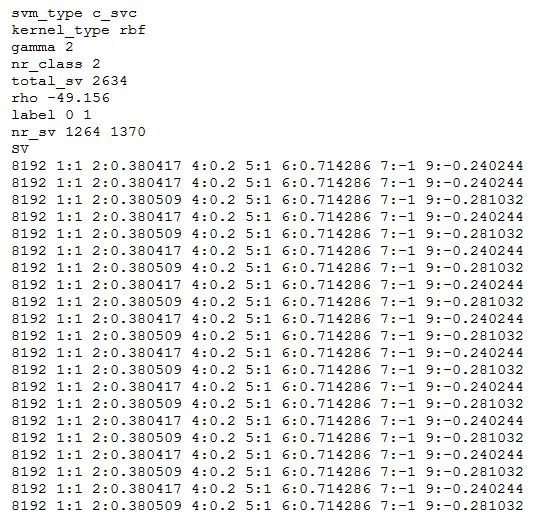 svm_type c_svc
kernel_type rbf
gamma 2
nr_class 2
total_sv 2634
rho -49.156
label 0 1
nr_sv 1264 1370
SV
8192 1:1 2:0.380417 4:0.2 5:1 6:0.714286 7:-1 9:-0.240244
8192 1:1 2:0.380417 4:0.2 5:1 6:0.714286 7:-1 9:-0.240244
8192 1:1 2:0.380509 4:0.2 5:1 6:0.714286 7:-1 9:-0.281032
8192 1:1 2:0.380417 4:0.2 5:1 6:0.714286 7:-1 9:-0.240244
8192 1:1 2:0.380509 4:0.2 5:1 6:0.714286 7:-1 9:-0.281032
8192 1:1 2:0.380417 4:0.2 5:1 6:0.714286 7:-1 9:-0.240244
8192 1:1 2:0.380509 4:0.2 5:1 6:0.714286 7:-1 9:-0.281032
8192 1:1 2:0.380417 4:0.2 5:1 6:0.714286 7:-1 9:-0.240244
8192 1:1 2:0.380509 4:0.2 5:1 6:0.714286 7:-1 9:-0.281032
8192 1:1 2:0.380417 4:0.2 5:1 6:0.714286 7:-1 9:-0.240244
8192 1:1 2:0.380509 4:0.2 5:1 6:0.714286 7:-1 9:-0.281032
8192 1:1 2:0.380417 4:0.2 5:1 6:0.714286 7:-1 9:-0.240244
8192 1:1 2:0.380509 4:0.2 5:1 6:0.714286 7:-1 9:-0.281032
8192 1:1 2:0.380417 4:0.2 5:1 6:0.714286 7:-1 9:-0.240244
8192 1:1 2:0.380509 4:0.2 5:1 6:0.714286 7:-1 9:-0.281032
8192 1:1 2:0.380417 4:0.2 5:1 6:0.714286 7:-1 9:-0.240244
8192 1:1 2:0.380509 4:0.2 5:1 6:0.714286 7:-1 9:-0.281032
8192 1:1 2:0.380417 4:0.2 5:1 6:0.714286 7:-1 9:-0.240244
8192 1:1 2:0.380509 4:0.2 5:1 6:0.714286 7:-1 9:-0.281032
8192 1:1 2:0.380417 4:0.2 5:1 6:0.714286 7:-1 9:-0.240244
8192 1:1 2:0.380509 4:0.2 5:1 6:0.714286 7:-1 9:-0.281032